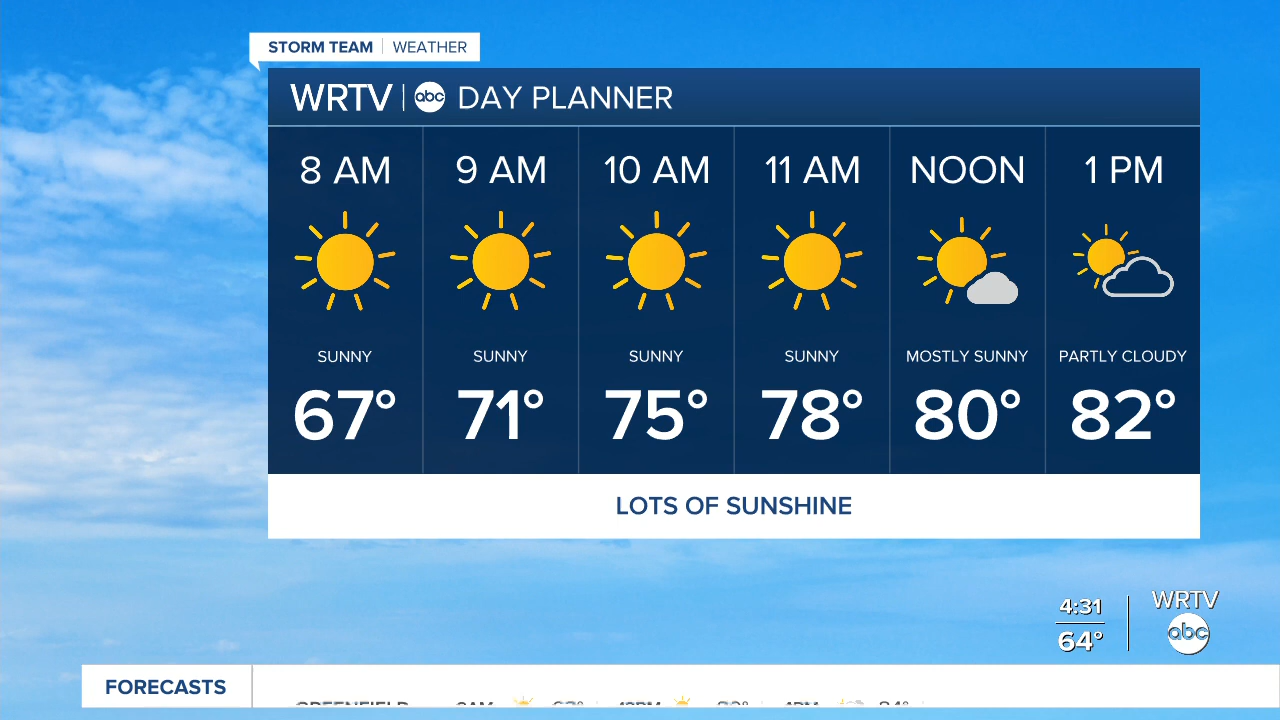 STORM TEAM | WEATHER
WRTV | abc DAY PLANNER
8 AM 9 AM 10 AM 11 AM NOON 1 PM
SUNNY SUNNY SUNNY SUNNY MOSTLY SUNNY PARTLY CLOUDY
67° 71° 75° 78° 80° 82°
LOTS OF SUNSHINE
4:31 WRTV
64° abc
FORECASTS